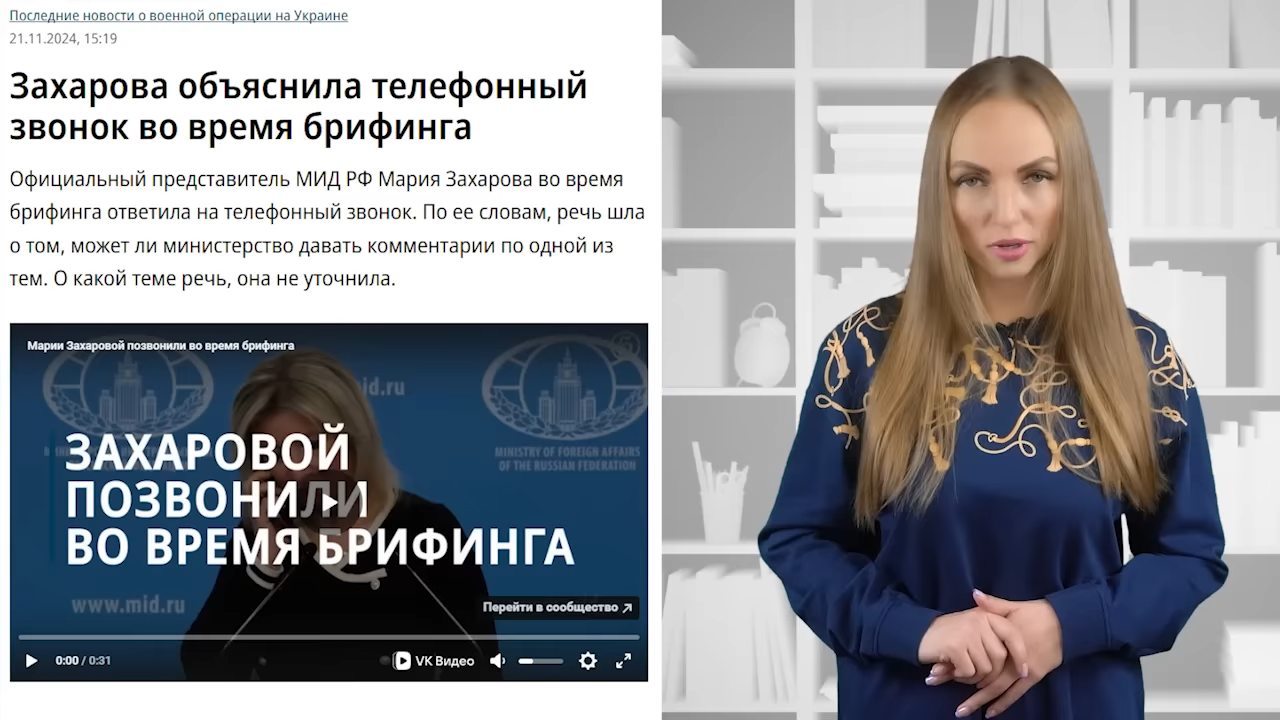 Последние новости о военной операции на Украине
21.11.2024, 15:19
Захарова объяснила телефонный
звонок во время брифинга
Официальный представитель МИД РФ Мария Захарова во время
брифинга ответила на телефонный звонок. По ее словам, речь шла
о том, может ли министерство давать комментарии по одной из
тем. О какой теме речь, она не уточнила.
Марии Захаровой позвонили во время брифинга
mid.ru
MINISTRY OF FOREIGN AFFAIRS
OF THE RUSSIAN FEDERATION
ЗАХАРОВОЙ
ПОЗВОНИЛИ
ВО ВРЕМЯ БРИФИНГА
www.mid.ru
Перейти в сообщество
0:00 / 0:31
VK Видео